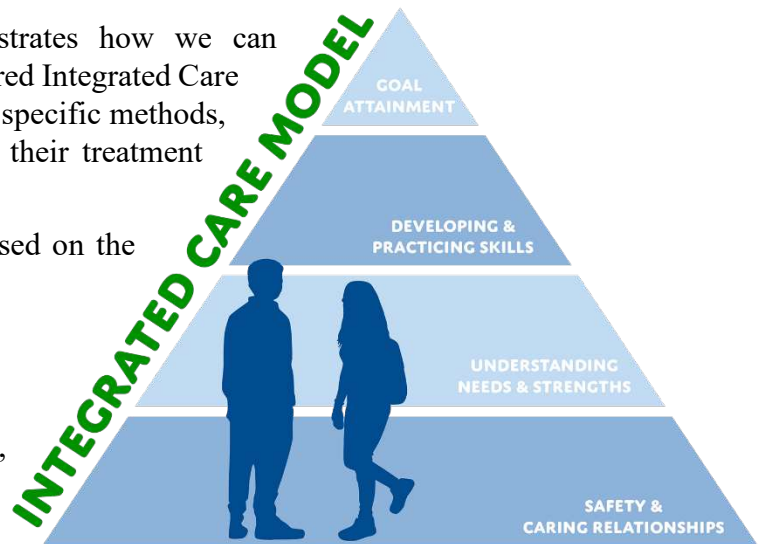 strates how we can
red Integrated Care
specific methods,
their treatment
sed on the
,
INTEGRATED CARE MODEL
GOAL
ATTAINMENT
DEVELOPING &
PRACTICING SKILLS
UNDERSTANDING
NEEDS & STRENGTHS
SAFETY &
CARING RELATIONSHIPS